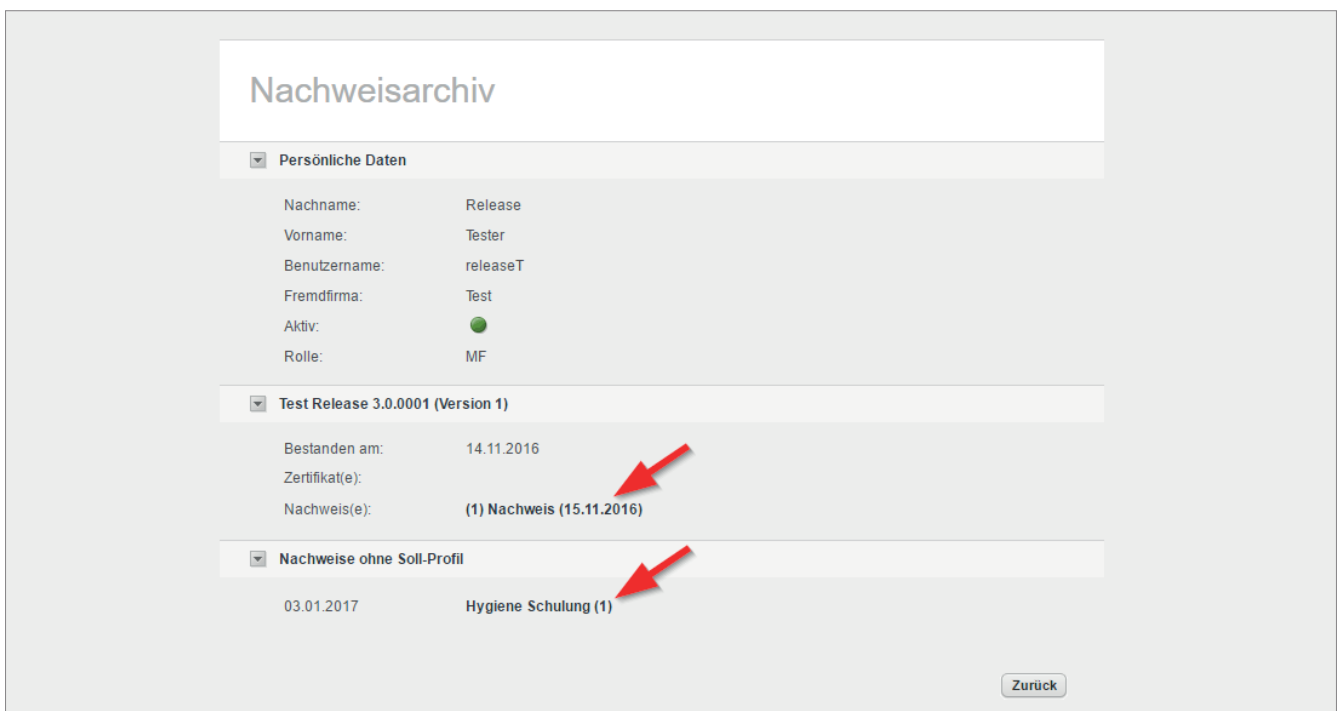 Nachweisarchiv
Persönliche Daten
Nachname: Release
Vorname: Tester
Benutzername: releaseT
Fremdfirma: Test
Aktiv:
Rolle: MF
Test Release 3.0.0001 (Version 1)
Bestanden am: 14.11.2016
Zertifikat(e):
Nachweis(e): (1) Nachweis (15.11.2016)
Nachweise ohne Soll-Profil
03.01.2017 Hygiene Schulung (1)
Zurück